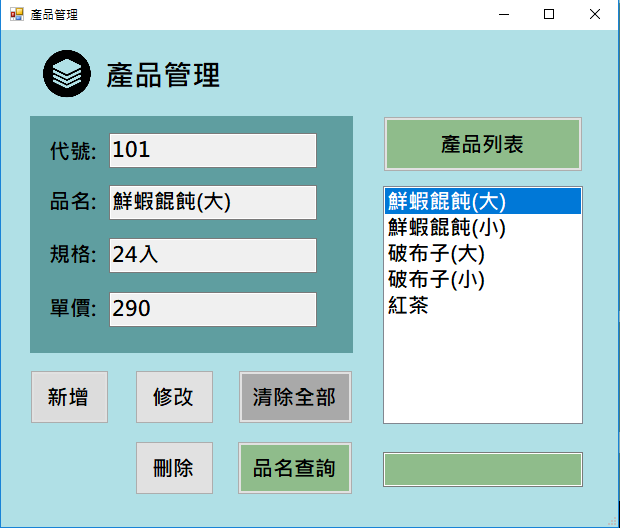 產品管理
產品管理
代號: 101
品名: 鮮蝦餛飩(大)
規格: 24入
單價: 290
新增
修改
清除全部
刪除
品名查詢
產品列表
鮮蝦餛飩(大)
鮮蝦餛飩(小)
破布子(大)
破布子(小)
紅茶